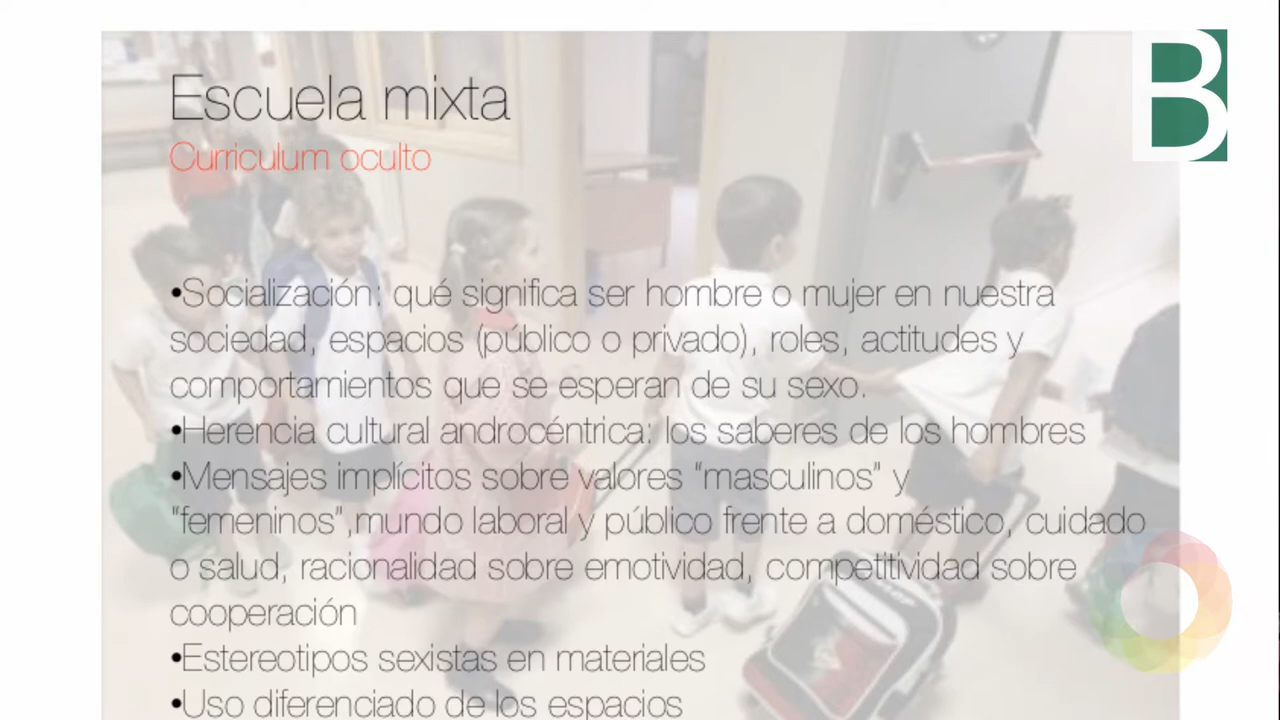 B
Escuela mixta
Curriculum oculto
•Socialización: qué significa ser hombre o mujer en nuestra
sociedad, espacios (público o privado), roles, actitudes y
comportamientos que se esperan de su sexo.
•Herencia cultural androcéntrica: los saberes de los hombres
•Mensajes implícitos sobre valores "masculinos" y
"femeninos",mundo laboral y público frente a doméstico, cuidado
o salud, racionalidad sobre emotividad, competitividad sobre
cooperación
•Estereotipos sexistas en materiales
•Uso diferenciado de los espacios